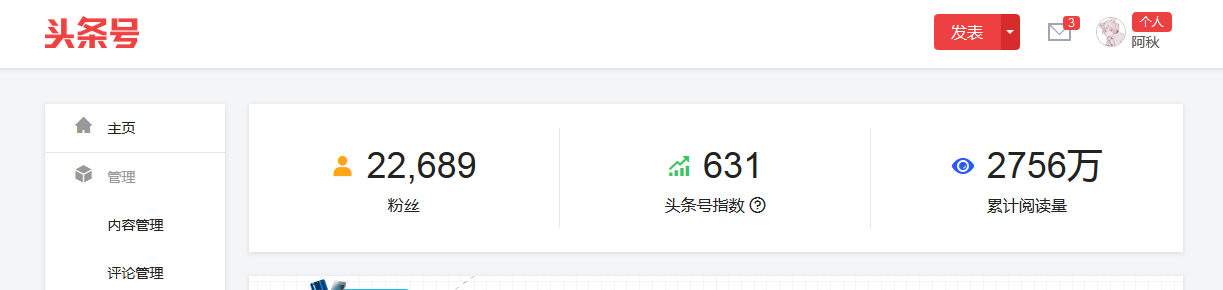 头条号
发表
3
个人
阿秋
主页
管理
内容管理
评论管理
22,689
粉丝
631
头条号指数
2756万
累计阅读量